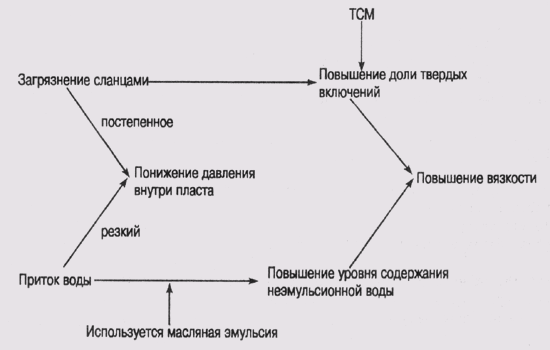 ТСМ
Загрязнение сланцами
Повышение доли твердых
включений
постепенное
Понижение давления
внутри пласта
Повышение вязкости
резкий
Приток воды
Повышение уровня содержания
незмульсионной воды
Используется масляная эмульсия